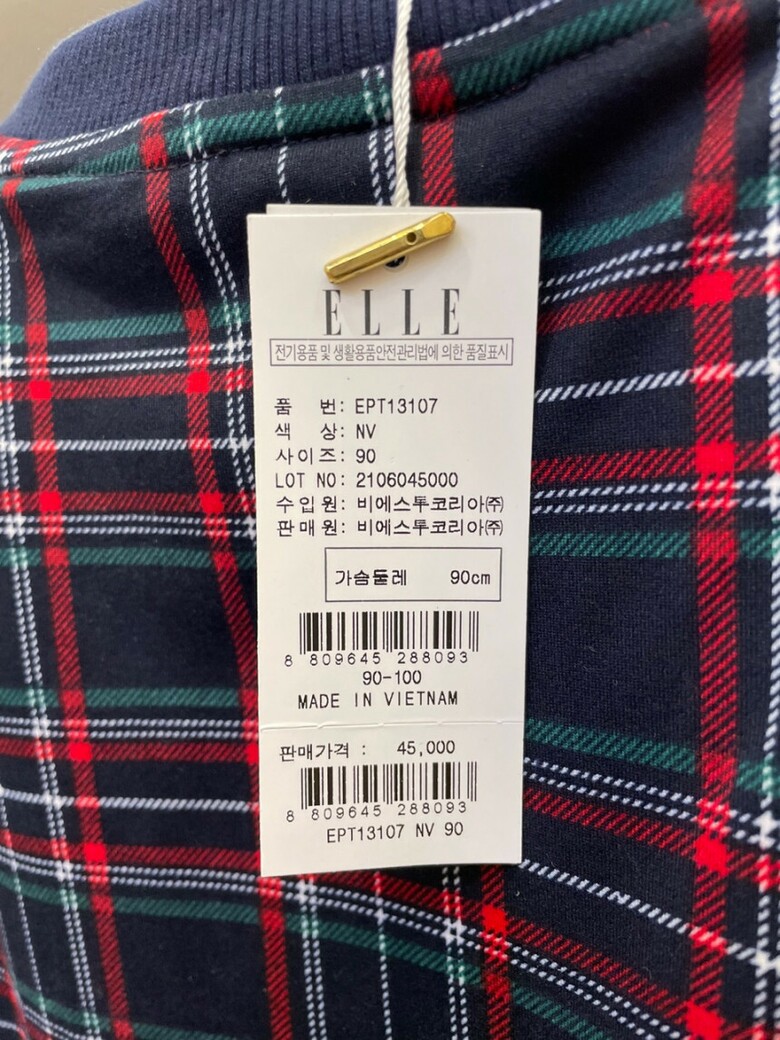 ELLE
전기용품 및 생활용품안전관리법에 의한 품질표시
품 번: EPT13107
색 상: NV
사이즈: 90
LOT NO: 2106045000
수입원: 비에스투코리아㈜
판매원: 비에스투코리아㈜
가슴둘레 90cm
8 809645 288093
90-100
MADE IN VIETNAM
판매가격 : 45,000
8 809645 288093
EPT13107 NV 90